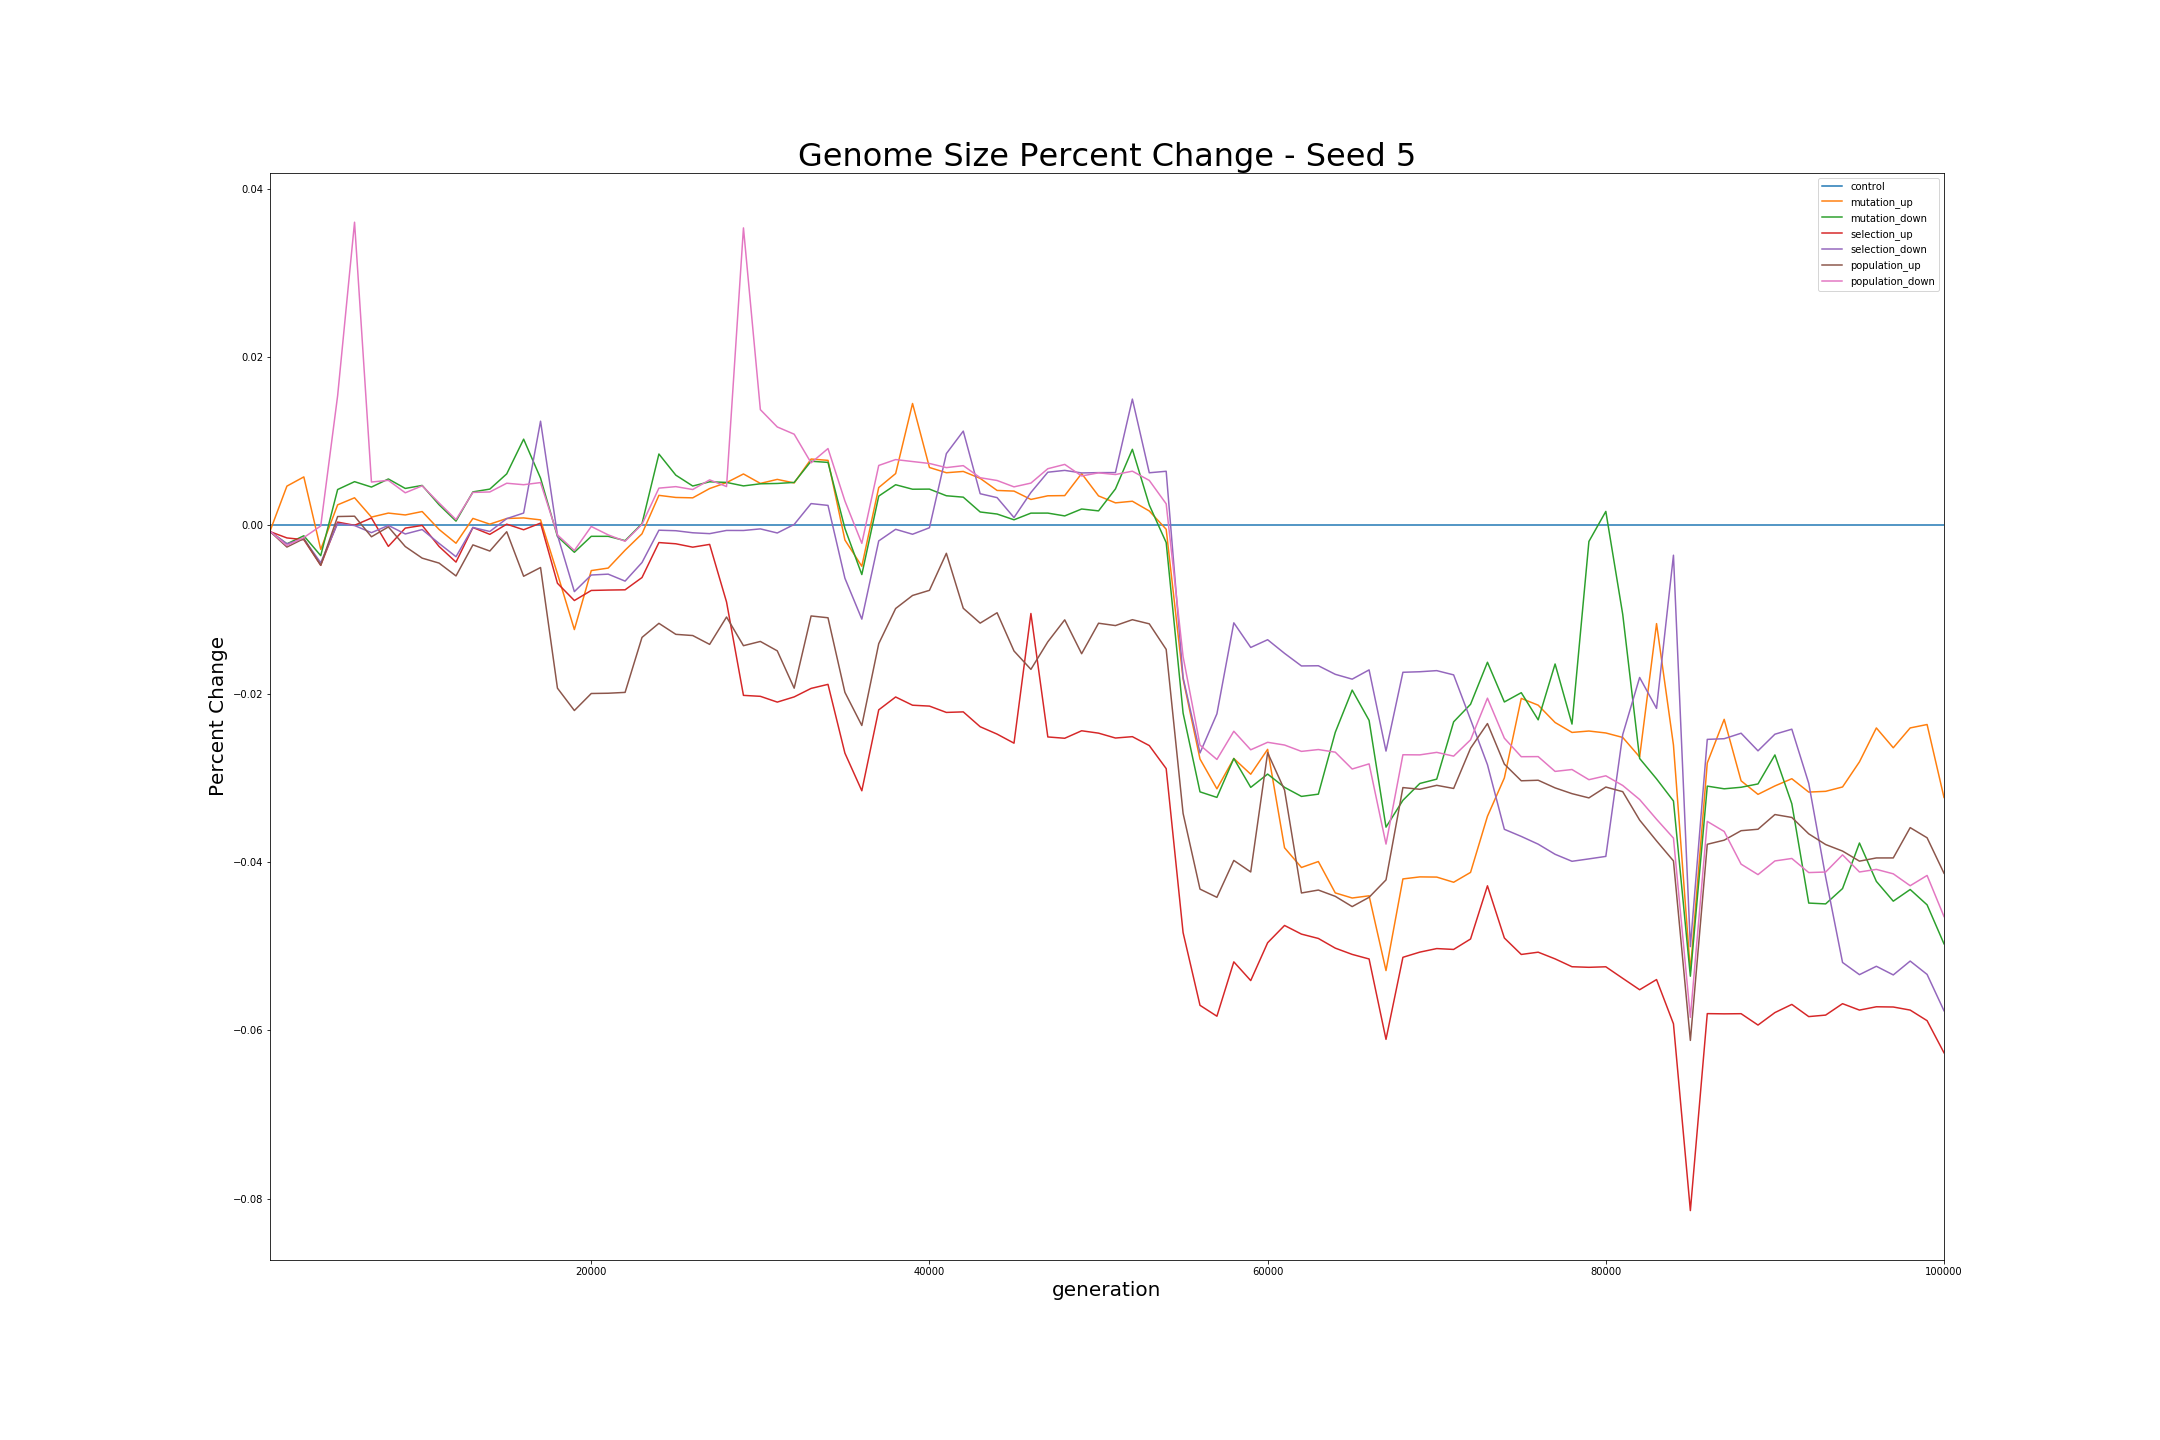 Genome Size Percent Change - Seed 5
control
mutation_up
mutation_down
selection_up
selection_down
population_up
population_down
Percent Change
0.04
0.02
0.00
−0.02
−0.04
−0.06
−0.08
20000
40000
60000
80000
100000
generation